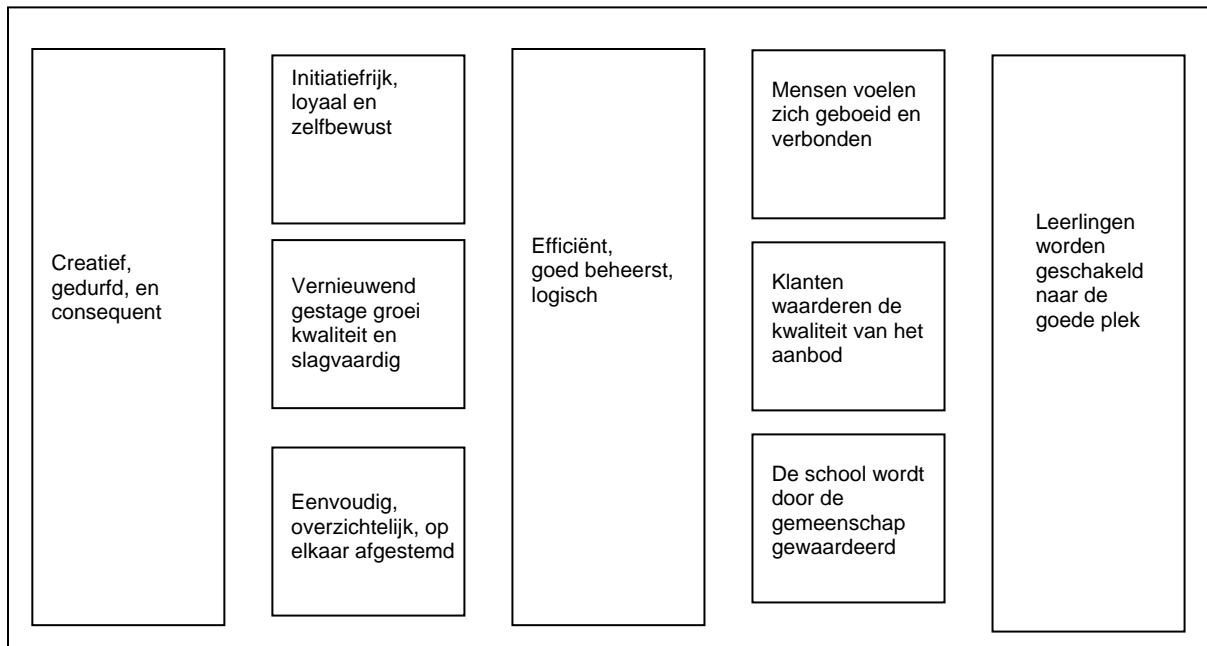 Creatief,
gedurfd, en
consequent
Initiatiefrijk,
loyaal en
zelfbewust
Vernieuwend
gestage groei
kwaliteit en
slagvaardig
Eenvoudig,
overzichtelijk, op
elkaar afgestemd
Efficiënt,
goed beheerst,
logisch
Mensen voelen
zich geboeid en
verbonden
Klanten
waarderen de
kwaliteit van het
aanbod
De school wordt
door de
gemeenschap
gewaardeerd
Leerlingen
worden
geschakeld
naar de
goede plek